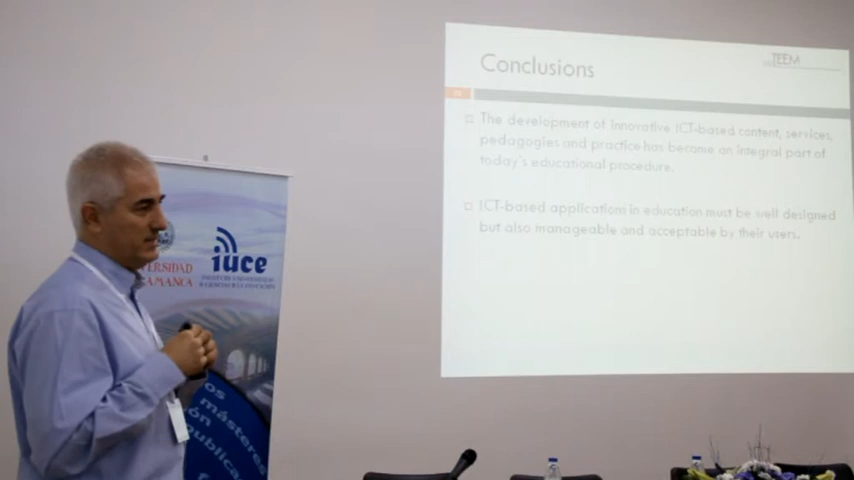 Conclusions
TEEM
The development of innovative ICT-based content, services,
pedagogies and practice has become an integral part of
today's educational procedure.
ICT-based applications in education must be well designed
but also manageable and acceptable by their users.
iuce
os
másteres